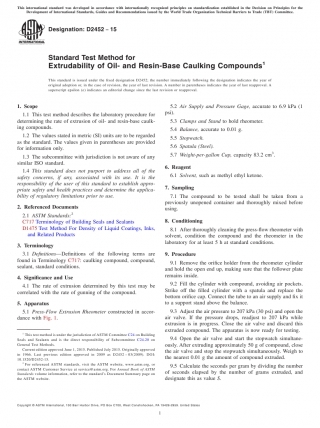 This international standard was developed in accordance with internationally recognized principles on standardization established in the Decision on Principles for the
Development of International Standards, Guides and Recommendations issued by the World Trade Organization Technical Barriers to Trade (TBT) Committee.
Designation: D2452 − 15
Standard Test Method for
Extrudability of Oil- and Resin-Base Caulking Compounds¹
This standard is issued under the fixed designation D2452; the number immediately following the designation indicates the year of
original adoption or, in the case of revision, the year of last revision. A number in parentheses indicates the year of last reapproval. A
superscript epsilon (ε) indicates an editorial change since the last revision or reapproval.
1. Scope
1.1 This test method describes the laboratory procedure for
determining the rate of extrusion of oil- and resin-base caulk-
ing compounds.
1.2 The values stated in metric (SI) units are to be regarded
as the standard. The values given in parentheses are provided
for information only.
1.3 The subcommittee with jurisdiction is not aware of any
similar ISO standard.
1.4 This standard does not purport to address all of the
safety concerns, if any, associated with its use. It is the
responsibility of the user of this standard to establish appro-
priate safety and health practices and determine the applica-
bility of regulatory limitations prior to use.
2. Referenced Documents
2.1 ASTM Standards:²
C717 Terminology of Building Seals and Sealants
D1475 Test Method For Density of Liquid Coatings, Inks,
and Related Products
3. Terminology
3.1 Definitions—Definitions of the following terms are
found in Terminology C717: caulking compound, compound,
sealant, standard conditions.
4. Significance and Use
4.1 The rate of extrusion determined by this test may be
correlated with the rate of gunning of the compound.
5. Apparatus
5.1 Press-Flow Extrusion Rheometer constructed in accor-
dance with Fig. 1.
¹ This test method is under the jurisdiction of ASTM Committee C24 on Building
Seals and Sealants and is the direct responsibility of Subcommittee C24.20 on
General Test Methods.
Current edition approved June 1, 2015. Published July 2015. Originally approved
in 1966. Last previous edition approved in 2009 as D2452 – 03(2009). DOI:
10.1520/D2452-15.
² For referenced ASTM standards, visit the ASTM website, www.astm.org, or
contact ASTM Customer Service at service@astm.org. For Annual Book of ASTM
Standards volume information, refer to the standard's Document Summary page on
the ASTM website.
5.2 Air Supply and Pressure Gage, accurate to 6.9 kPa (1
psi).
5.3 Clamps and Stand to hold rheometer.
5.4 Balance, accurate to 0.01 g.
5.5 Stopwatch.
5.6 Spatula (Steel).
5.7 Weight-per-gallon Cup, capacity 83.2 cm³.
6. Reagent
6.1 Solvent, such as methyl ethyl ketone.
7. Sampling
7.1 The compound to be tested shall be taken from a
previously unopened container and thoroughly mixed before
using.
8. Conditioning
8.1 After thoroughly cleaning the press-flow rheometer with
solvent, condition the compound and the rheometer in the
laboratory for at least 5 h at standard conditions.
9. Procedure
9.1 Remove the orifice holder from the rheometer cylinder
and hold the open end up, making sure that the follower plate
remains inside.
9.2 Fill the cylinder with compound, avoiding air pockets.
Strike off the filled cylinder with a spatula and replace the
bottom orifice cap. Connect the tube to an air supply and fix it
to a support stand above the balance.
9.3 Adjust the air pressure to 207 kPa (30 psi) and open the
air valve. If the pressure drops, readjust to 207 kPa while
extrusion is in progress. Close the air valve and discard this
extruded compound. The apparatus is now ready for testing.
9.4 Open the air valve and start the stopwatch simultane-
ously. After extruding approximately 50 g of compound, close
the air valve and stop the stopwatch simultaneously. Weigh to
the nearest 0.01 g the amount of compound extruded.
9.5 Calculate the seconds per gram by dividing the number
of seconds elapsed by the number of grams extruded, and
designate this as value S.
Copyright © ASTM International, 100 Barr Harbor Drive, PO Box C700, West Conshohocken, PA 19428-2959. United States
1